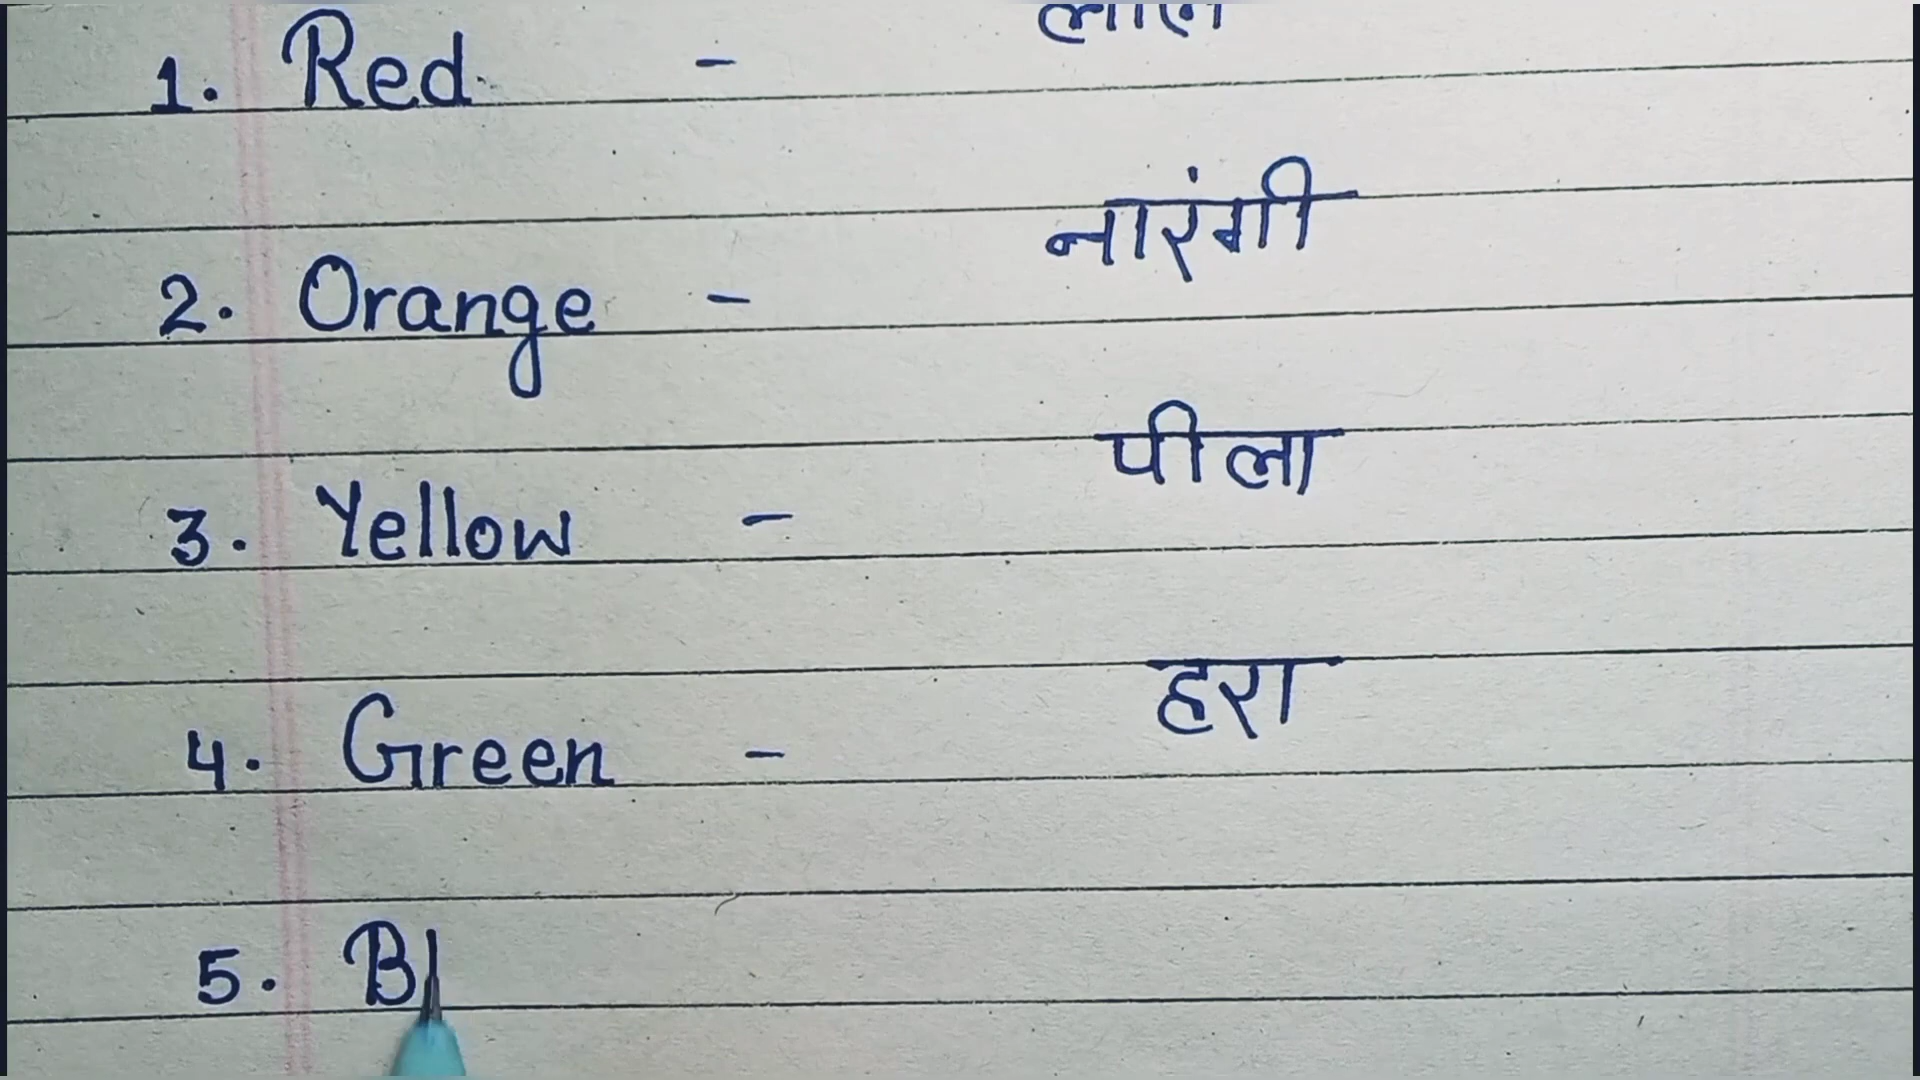 1. Red - लाल
2. Orange - नारंगी
3. Yellow - पीला
4. Green - हरा
5. Bl